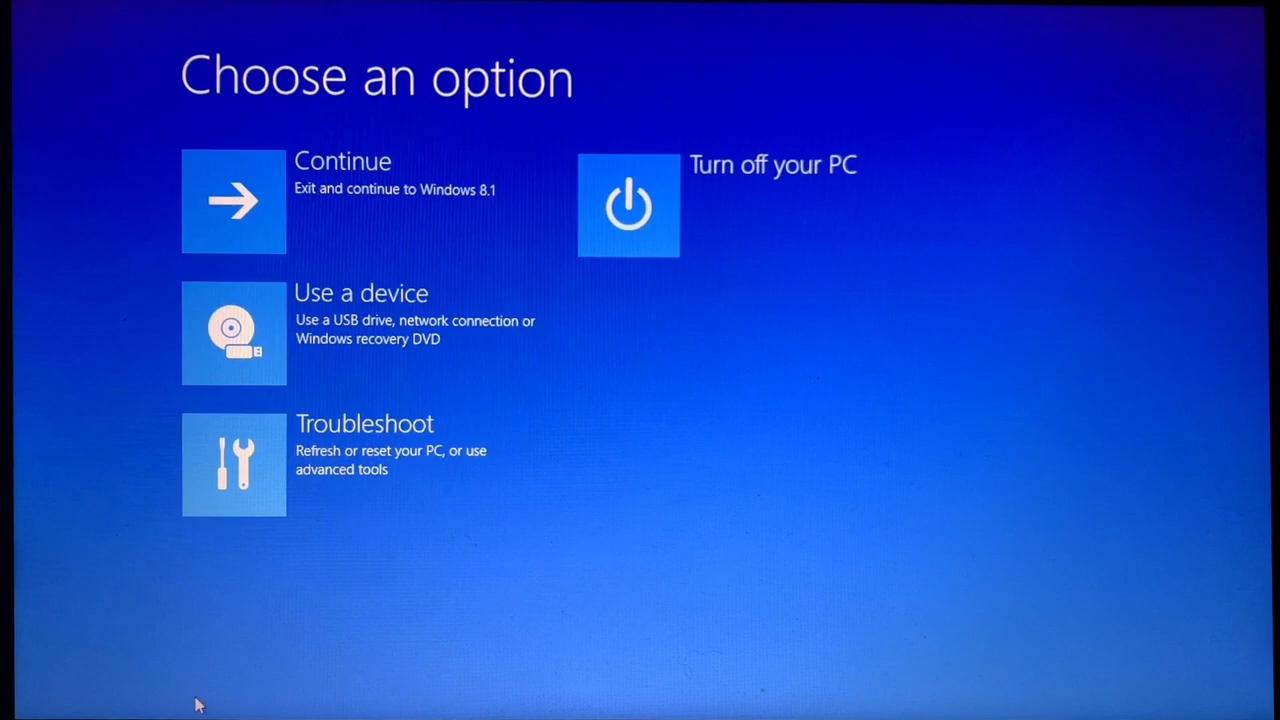 Choose an option
Continue
Exit and continue to Windows 8.1
Turn off your PC
Use a device
Use a USB drive, network connection or
Windows recovery DVD
Troubleshoot
Refresh or reset your PC, or use
advanced tools